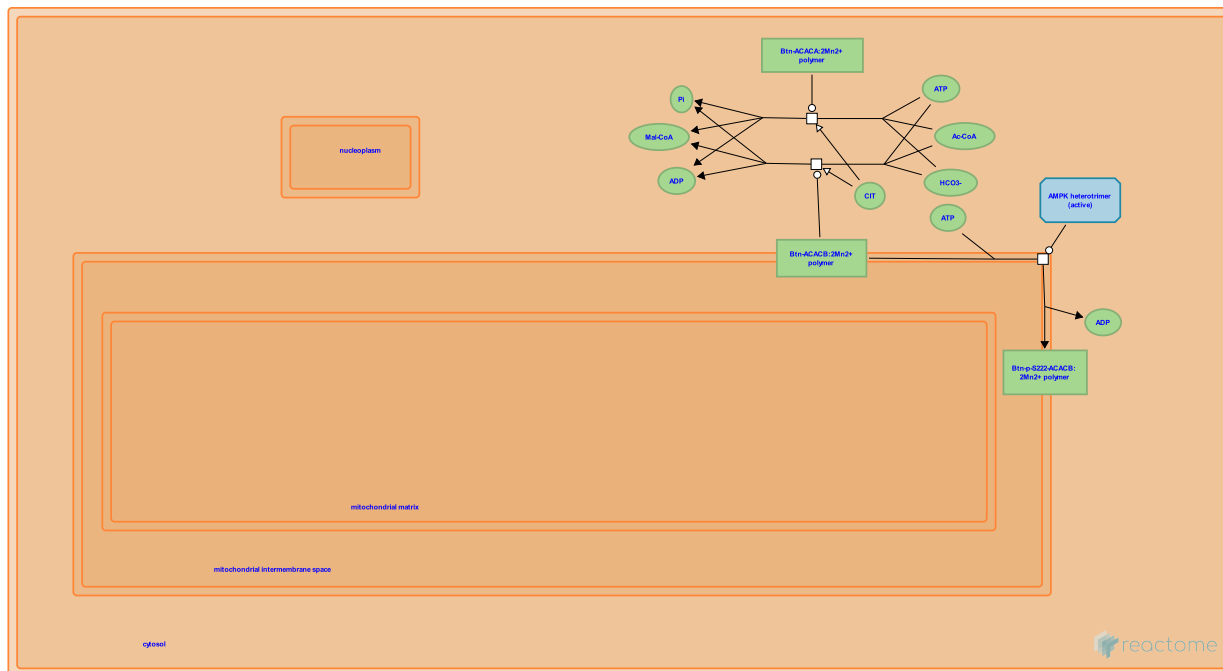 Btn-ACACA:2Mn2+
polymer
Pi
ATP
Mal-CoA
Ac-CoA
nucleoplasm
ADP
HCO3-
CIT
ATP
AMPK heterotrimer
(active)
Btn-ACACB:2Mn2+
polymer
ADP
Btn-p-S222-ACACB:
2Mn2+ polymer
mitochondrial matrix
mitochondrial intermembrane space
cytosol
reactome